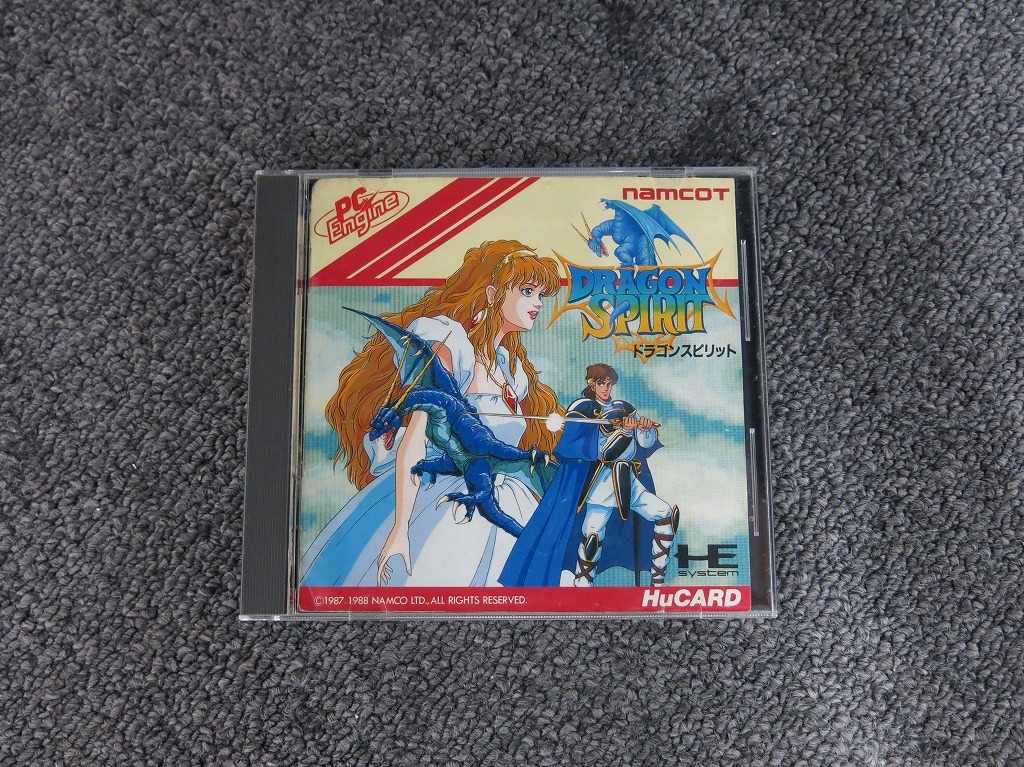 PC
Engine
namcoT
DRAGON
SPIRIT
ドラゴンスピリット
HE
system
©1987 1988 NAMCO LTD., ALL RIGHTS RESERVED.
HuCARD